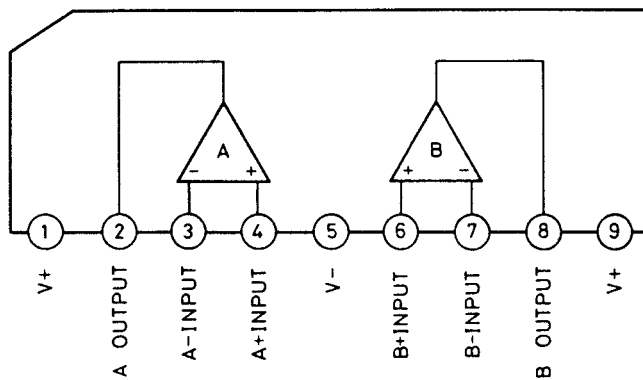 A
B
- +
+ -
1 2 3 4 5 6 7 8 9
V+
A OUTPUT
A-INPUT
A+INPUT
V-
B+INPUT
B-INPUT
B OUTPUT
V+